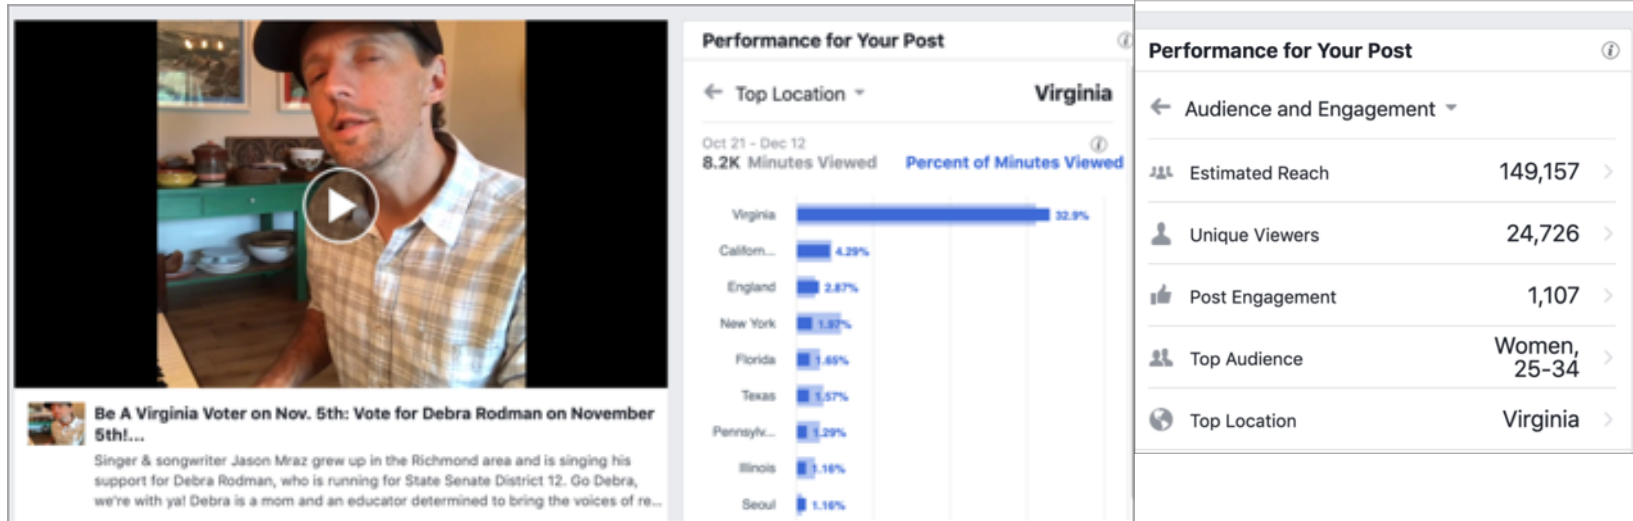 Be A Virginia Voter on Nov. 5th: Vote for Debra Rodman on November
5th!...
Singer & songwriter Jason Mraz grew up in the Richmond area and is singing his
support for Debra Rodman, who is running for State Senate District 12. Go Debra,
we're with ya! Debra is a mom and an educator determined to bring the voices of re...
Performance for Your Post
Top Location Virginia
Oct 21 - Dec 12
8.2K Minutes Viewed Percent of Minutes Viewed
Virginia 32.9%
Californ... 4.29%
England 2.87%
New York 1.97%
Florida 1.65%
Texas 1.57%
Pennsylv... 1.29%
Illinois 1.16%
Seoul 1.16%
Performance for Your Post
Audience and Engagement
Estimated Reach 149,157
Unique Viewers 24,726
Post Engagement 1,107
Top Audience Women,
25-34
Top Location Virginia